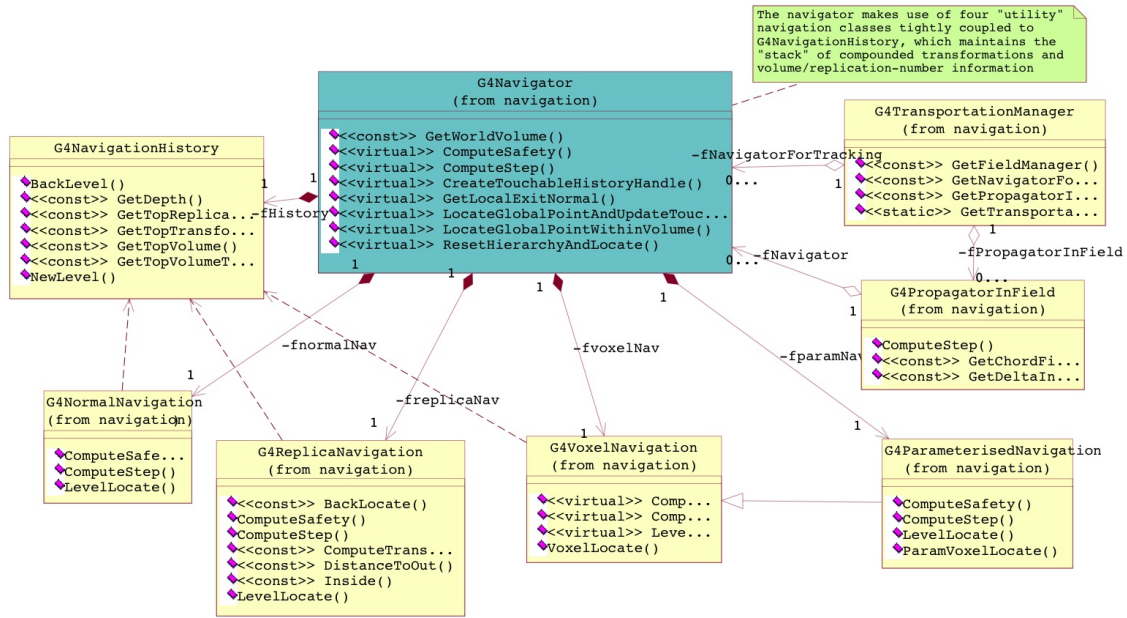 The navigator makes use of four "utility"
navigation classes tightly coupled to
G4NavigationHistory, which maintains the
"stack" of compounded transformations and
volume/replication-number information
G4Navigator
(from navigation)
<<const>> GetWorldVolume()
<<virtual>> ComputeSafety()
<<virtual>> ComputeStep()
<<virtual>> CreateTouchableHistoryHandle()
<<virtual>> GetLocalExitNormal()
<<virtual>> LocateGlobalPointAndUpdateTouc...
<<virtual>> LocateGlobalPointWithinVolume()
<<virtual>> ResetHierarchyAndLocate()
G4TransportationManager
(from navigation)
<<const>> GetFieldManager()
<<const>> GetNavigatorFo...
<<const>> GetPropagatorI...
<<static>> GetTransporta...
G4NavigationHistory
BackLevel()
<<const>> GetDepth()
<<const>> GetTopReplica...
<<const>> GetTopTransfo...
<<const>> GetTopVolume()
<<const>> GetTopVolumeT...
NewLevel()
1
1
-fHistory
-fNavigatorForTracking
0...
1
1
-fPropagatorInField
0...
-fNavigator
0...
1
G4PropagatorInField
(from navigation)
ComputeStep()
<<const>> GetChordFi...
<<const>> GetDeltaIn...
1
1
1
1
-fnormalNav
-freplicaNav
-fvoxelNav
-fparamNav
1
1
1
1
G4NormalNavigation
(from navigation)
ComputeSafe...
ComputeStep()
LevelLocate()
G4ReplicaNavigation
(from navigation)
<<const>> BackLocate()
ComputeSafety()
ComputeStep()
<<const>> ComputeTrans...
<<const>> DistanceToOut()
<<const>> Inside()
LevelLocate()
G4VoxelNavigation
(from navigation)
<<virtual>> Comp...
<<virtual>> Comp...
<<virtual>> Leve...
VoxelLocate()
G4ParameterisedNavigation
(from navigation)
ComputeSafety()
ComputeStep()
LevelLocate()
ParamVoxelLocate()